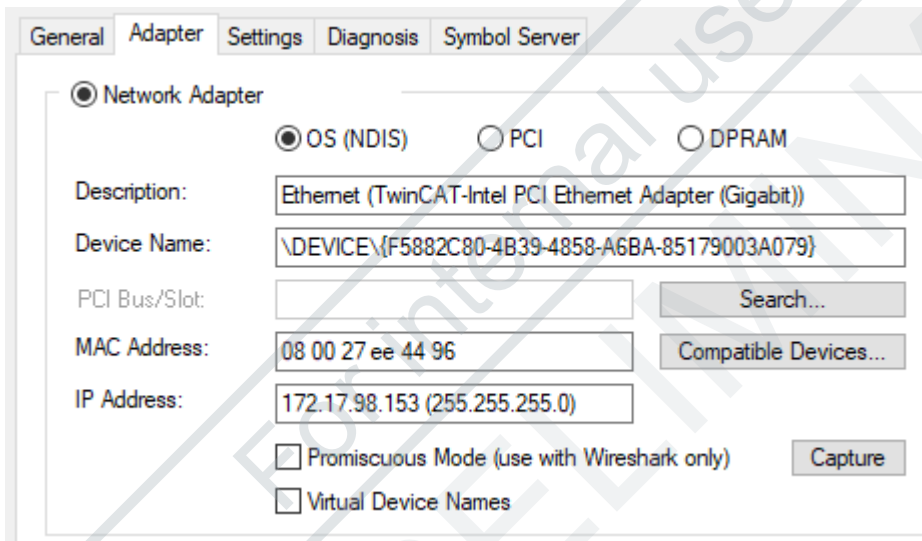 General Adapter Settings Diagnosis Symbol Server
Network Adapter
OS (NDIS) PCI DPRAM
Description: Ethernet (TwinCAT-Intel PCI Ethernet Adapter (Gigabit))
Device Name: \DEVICE\{F5882C80-4B39-4858-A6BA-85179003A079}
PCI Bus/Slot: Search...
MAC Address: 08 00 27 ee 44 96 Compatible Devices...
IP Address: 172.17.98.153 (255.255.255.0)
Promiscuous Mode (use with Wireshark only) Capture
Virtual Device Names
For internal use